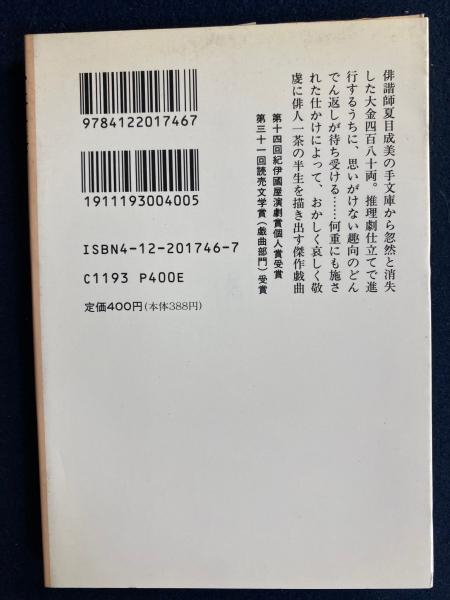 俳諧師夏目成美の手文庫から忽然と消失
した大金四百八十両。推理劇仕立てで進
行するうちに、思いがけない趣向のどん
でん返しが待ち受ける……何重にも施さ
れた仕かけによって、おかしく哀しく敬
虔に俳人一茶の半生を描き出す傑作戯曲
第十四回紀伊國屋演劇賞個人賞受賞
第三十一回読売文学賞（戯曲部門）受賞
9784122017467
1911193004005
ISBN4-12-201746-7
C1193 P400E
定価400円(本体388円)